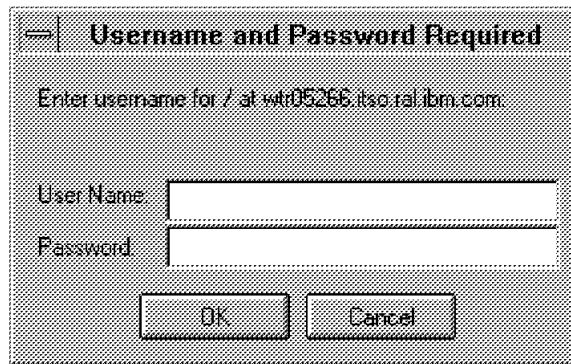 Username and Password Required
Enter username for / at wtr05266.itso.ral.ibm.com:
User Name:
Password:
OK
Cancel